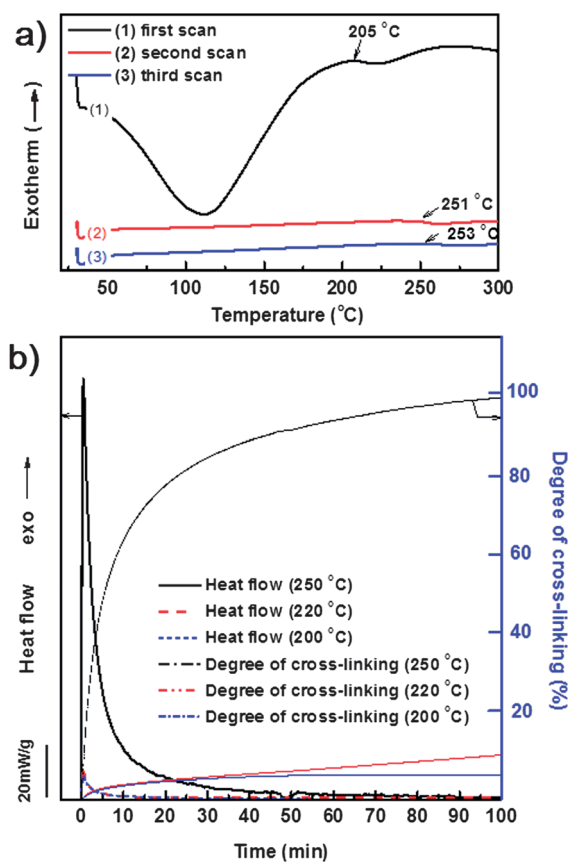 a)
(1) first scan
(2) second scan
(3) third scan
205 °C
(1)
251 °C
(2)
253 °C
(3)
Exotherm (→)
50 100 150 200 250 300
Temperature (°C)
b)
100
80
60
40
20
Heat flow exo →
Degree of cross-linking (%)
Heat flow (250 °C)
Heat flow (220 °C)
Heat flow (200 °C)
Degree of cross-linking (250 °C)
Degree of cross-linking (220 °C)
Degree of cross-linking (200 °C)
20mW/g
0 10 20 30 40 50 60 70 80 90 100
Time (min)